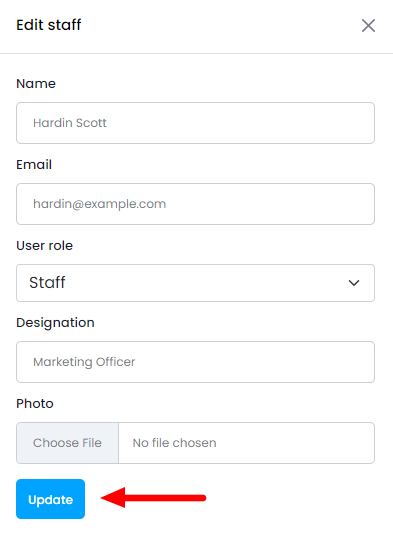 Edit staff
Name
Hardin Scott
Email
hardin@example.com
User role
Staff
Designation
Marketing Officer
Photo
Choose File No file chosen
Update